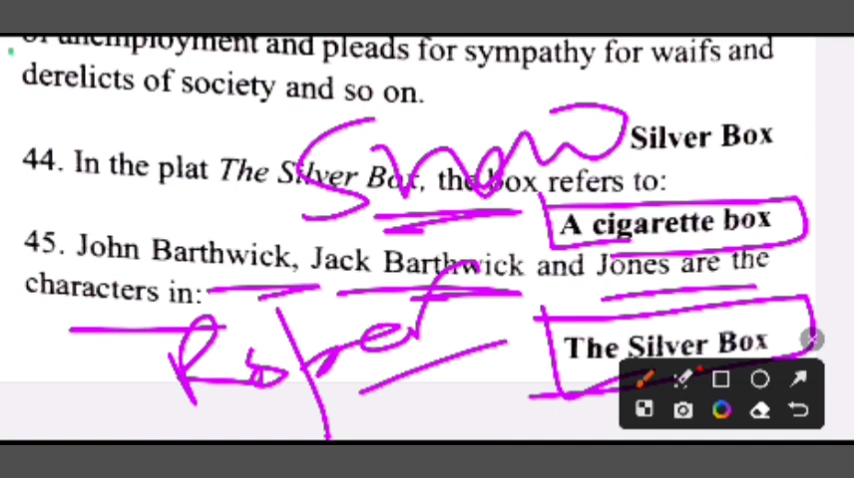 of unemployment and pleads for sympathy for waifs and
derelicts of society and so on.
Silver Box
44. In the plat The Silver Box, the box refers to:
A cigarette box
45. John Barthwick, Jack Barthwick and Jones are the
characters in:
The Silver Box
Snow
Roper